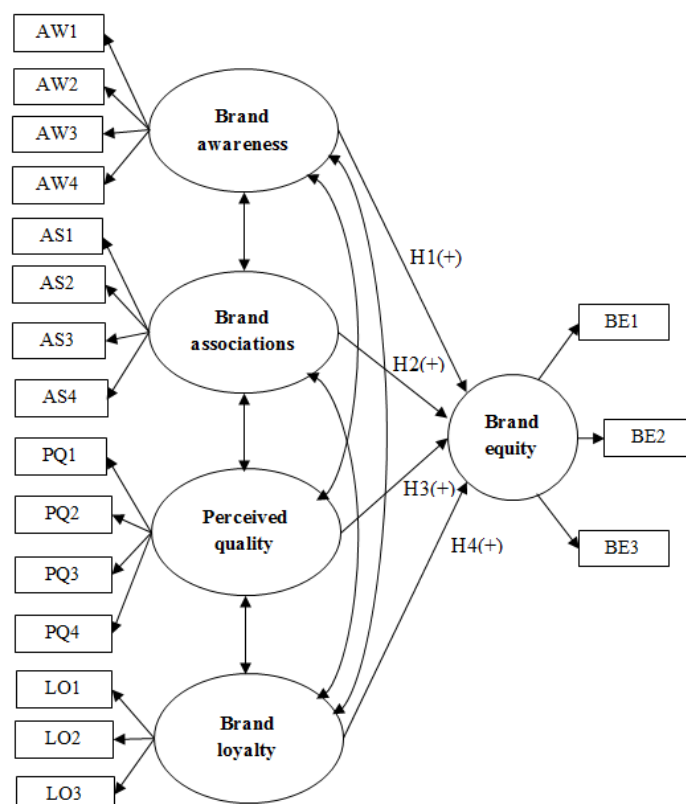 AW1
AW2
AW3
AW4
Brand
awareness
AS1
AS2
AS3
AS4
Brand
associations
PQ1
PQ2
PQ3
PQ4
Perceived
quality
LO1
LO2
LO3
Brand
loyalty
H1(+)
H2(+)
H3(+)
H4(+)
Brand
equity
BE1
BE2
BE3